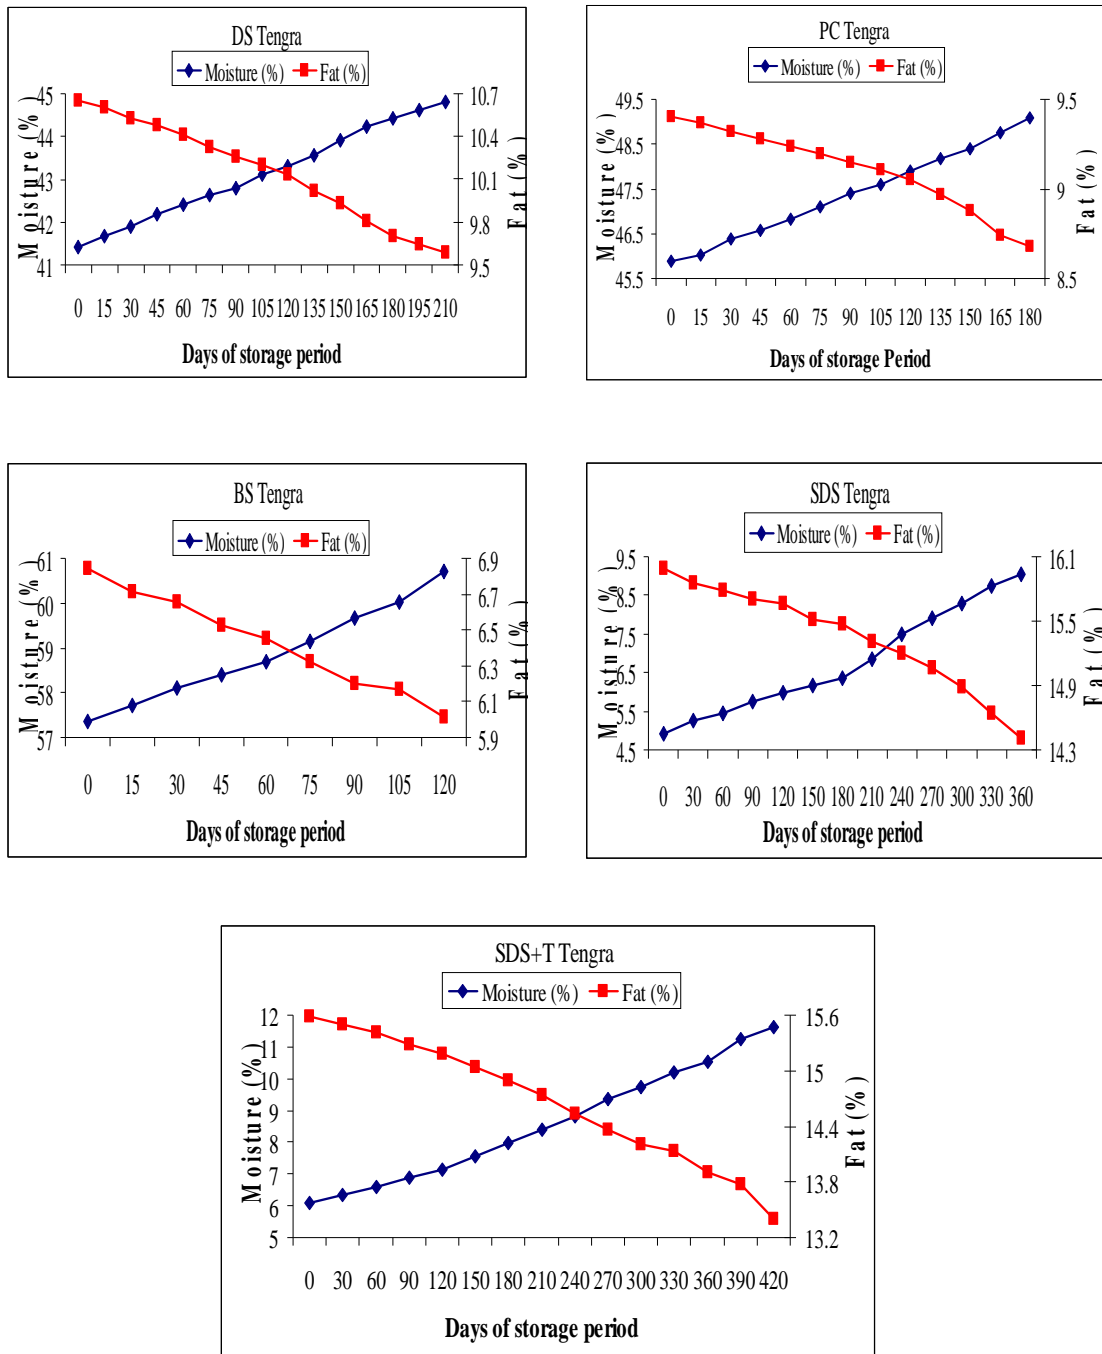 DS Tengra
Moisture (%) Fat (%)
45
44
43
42
41
10.7
10.4
10.1
9.8
9.5
Moisture (%)
Fat (%)
0 15 30 45 60 75 90 105 120 135 150 165 180 195 210
Days of storage period
PC Tengra
Moisture (%) Fat (%)
49.5
48.5
47.5
46.5
45.5
9.5
9
8.5
Moisture (%)
Fat (%)
0 15 30 45 60 75 90 105 120 135 150 165 180
Days of storage Period
BS Tengra
Moisture (%) Fat (%)
61
60
59
58
57
6.9
6.7
6.5
6.3
6.1
5.9
Moisture (%)
Fat (%)
0 15 30 45 60 75 90 105 120
Days of storage period
SDS Tengra
Moisture (%) Fat (%)
9.5
8.5
7.5
6.5
5.5
4.5
16.1
15.5
14.9
14.3
Moisture (%)
Fat (%)
0 30 60 90 120 150 180 210 240 270 300 330 360
Days of storage period
SDS+T Tengra
Moisture (%) Fat (%)
12
11
10
9
8
7
6
5
15.6
15
14.4
13.8
13.2
Moisture (%)
Fat (%)
0 30 60 90 120 150 180 210 240 270 300 330 360 390 420
Days of storage period